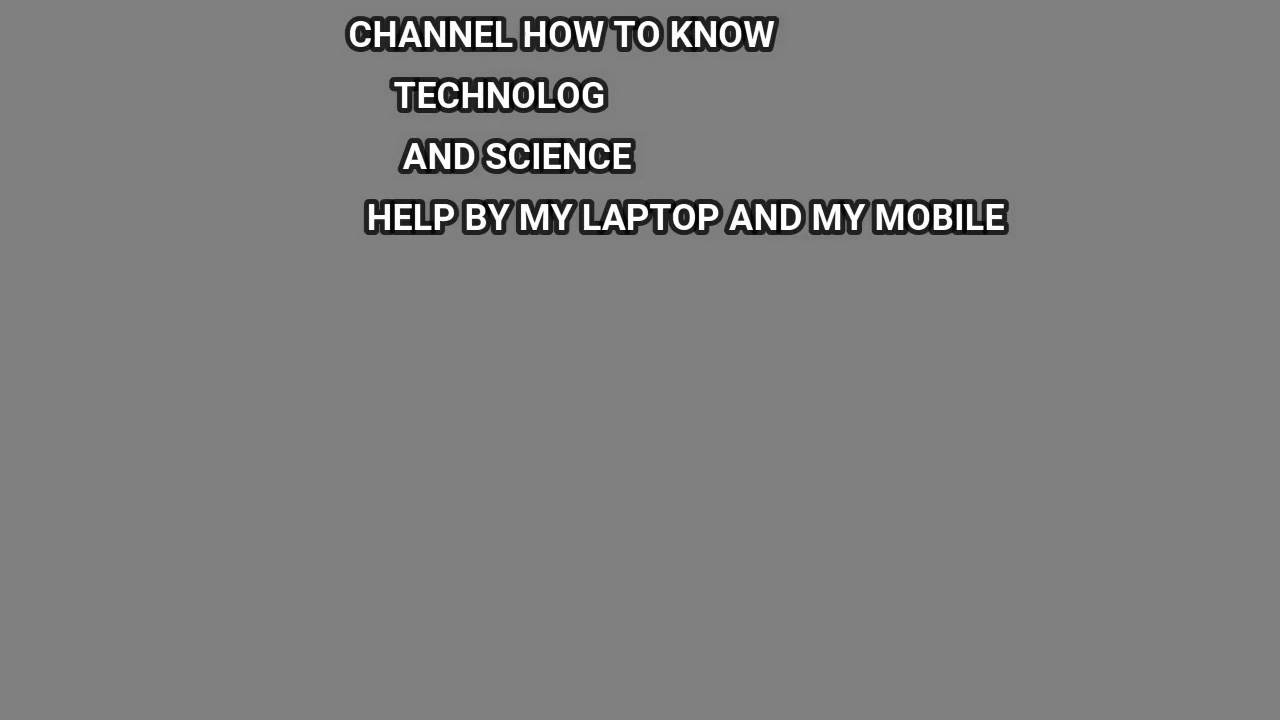 CHANNEL HOW TO KNOW
TECHNOLOG
AND SCIENCE
HELP BY MY LAPTOP AND MY MOBILE